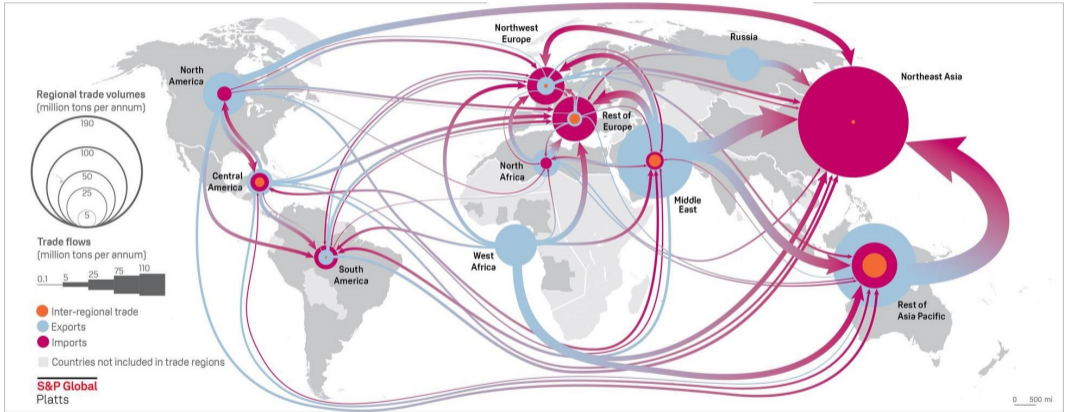 Northwest
Europe
Russia
North
America
Northeast Asia
Regional trade volumes
(million tons per annum)
190
100
50
25
5
Rest of
Europe
North
Africa
Central
America
Middle
East
Trade flows
(million tons per annum)
0.1 5 25 75 110
West
Africa
South
America
Rest of
Asia Pacific
Inter-regional trade
Exports
Imports
Countries not included in trade regions
S&P Global
Platts
0 500 mi